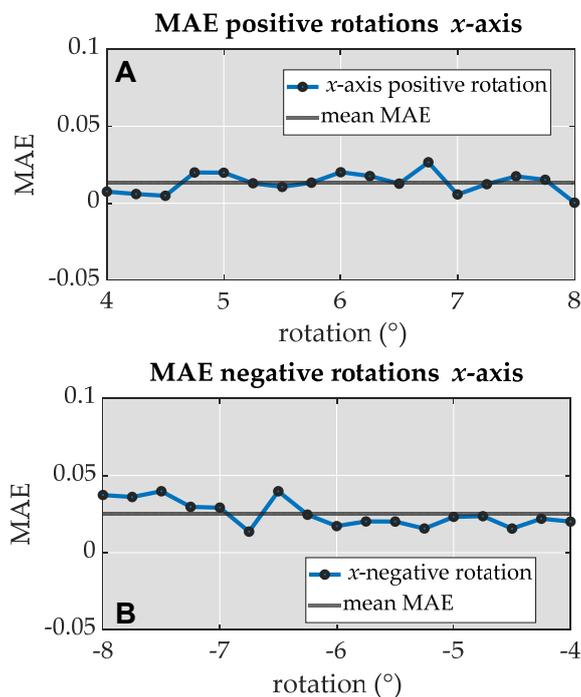 MAE positive rotations x-axis
0.1
A
x-axis positive rotation
mean MAE
0.05
MAE
0
-0.05
4 5 6 7 8
rotation (°)
MAE negative rotations x-axis
0.1
0.05
MAE
0
x-negative rotation
mean MAE
B
-0.05
-8 -7 -6 -5 -4
rotation (°)